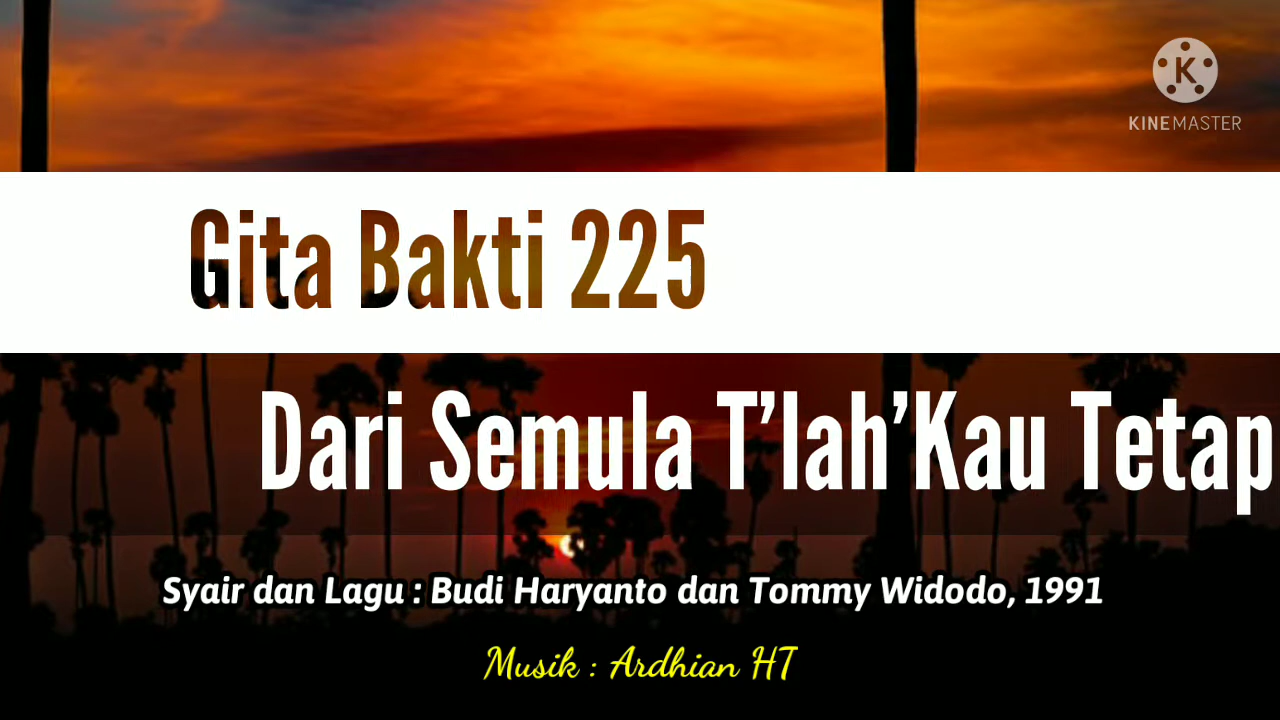 K
KINEMASTER
Gita Bakti 225
Dari Semula T’lah’Kau Tetap
Syair dan Lagu : Budi Haryanto dan Tommy Widodo, 1991
Musik : Ardhian HT